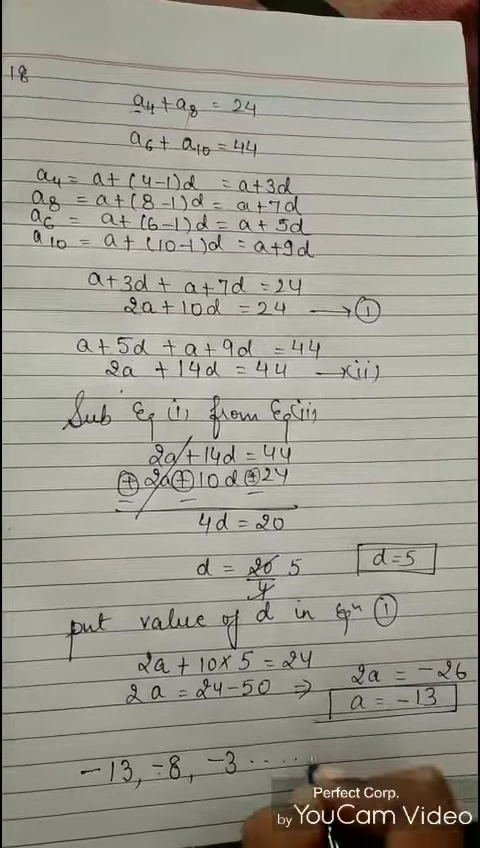 18
a4 + a8 = 24
a6 + a10 = 44
a4 = a + (4-1)d = a+3d
a8 = a + (8-1)d = a+7d
a6 = a + (6-1)d = a + 5d
a10 = a + (10-1)d = a+9d
a+3d + a+7d = 24
2a + 10d = 24 → ①
a+5d + a+9d = 44
2a + 14d = 44 → (ii)
Sub Eq (i) from Eq(ii)
2a + 14d = 44
+ 2a + 10d + 24
4d = 20
d = 20/4 5
d=5
put value of d in Eqn ①
2a + 10×5 = 24
2a = 24-50 ⇒ 2a = -26
a = -13
-13, -8, -3 .....
Perfect Corp.
by YouCam Video